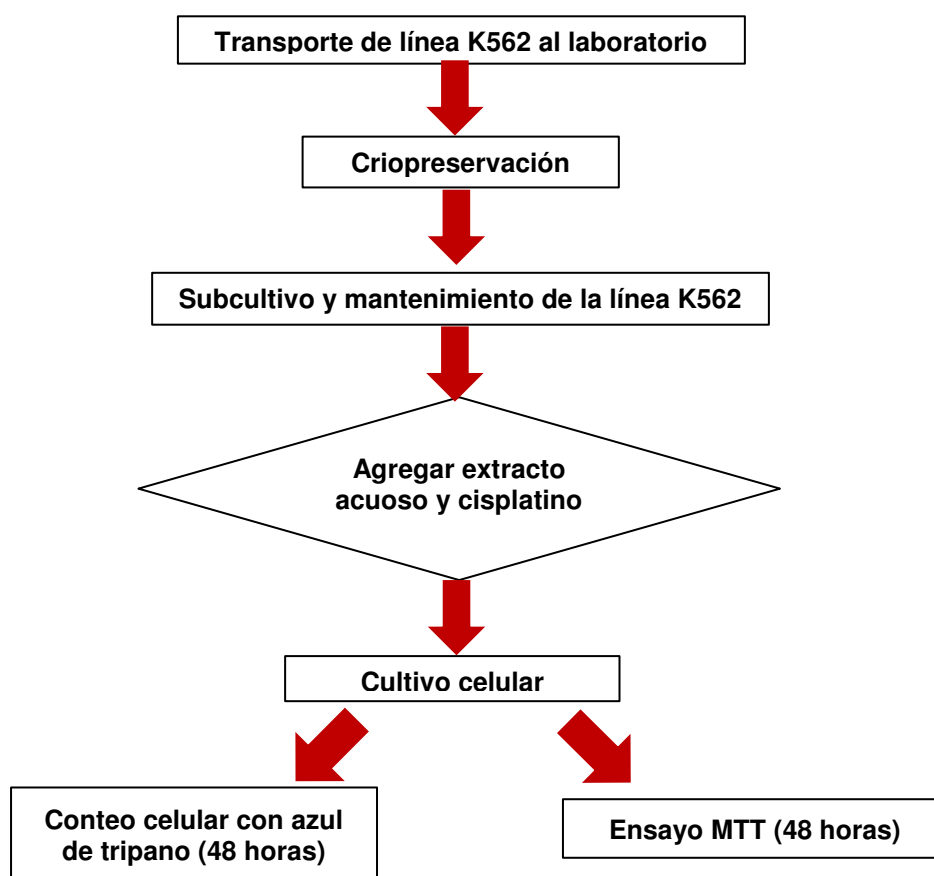 Transporte de línea K562 al laboratorio
Criopreservación
Subcultivo y mantenimiento de la línea K562
Agregar extracto
acuoso y cisplatino
Cultivo celular
Conteo celular con azul
de tripano (48 horas)
Ensayo MTT (48 horas)